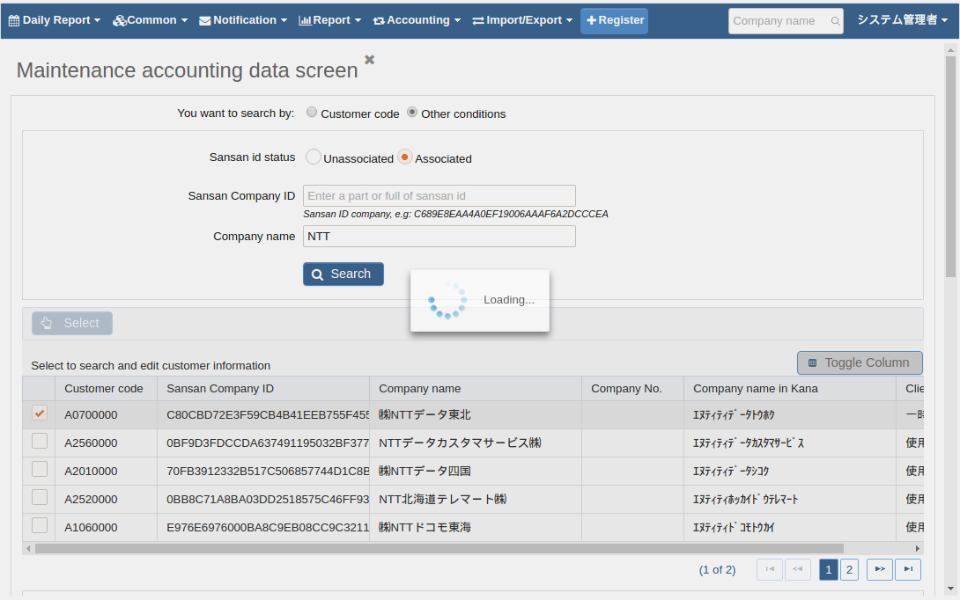 Daily Report Common Notification Report Accounting Import/Export Register Company name システム管理者
Maintenance accounting data screen
You want to search by: Customer code Other conditions
Sansan id status Unassociated Associated
Sansan Company ID Enter a part or full of sansan id
Sansan ID company, e.g: C689E8EAA4A0EF19006AAAF6A2DCCCEA
Company name NTT
Search
Loading...
Select
Select to search and edit customer information Toggle Column
Customer code Sansan Company ID Company name Company No. Company name in Kana Clie
A0700000 C80CBD72E3F59CB4B41EEB755F455 ㈱NTTデータ東北 ｴﾇﾃｨﾃｨﾃﾞｰﾀﾄｳﾎｸ 一時
A2560000 0BF9D3FDCCDA637491195032BF377 NTTデータカスタマサービス㈱ ｴﾇﾃｨﾃｨﾃﾞｰﾀｶｽﾀﾏｻｰﾋﾞｽ 使用
A2010000 70FB3912332B517C506857744D1C8B ㈱NTTデータ四国 ｴﾇﾃｨﾃｨﾃﾞｰﾀｼｺｸ 使用
A2520000 0BB8C71A8BA03DD2518575C46FF93 NTT北海道テレマート㈱ ｴﾇﾃｨﾃｨﾎｯｶｲﾄﾞｳﾃﾚﾏｰﾄ 使用
A1060000 E976E6976000BA8C9EB08CC9C3211 ㈱NTTドコモ東海 ｴﾇﾃｨﾃｨﾄﾞｺﾓﾄｳｶｲ 使用
(1 of 2) 1 2